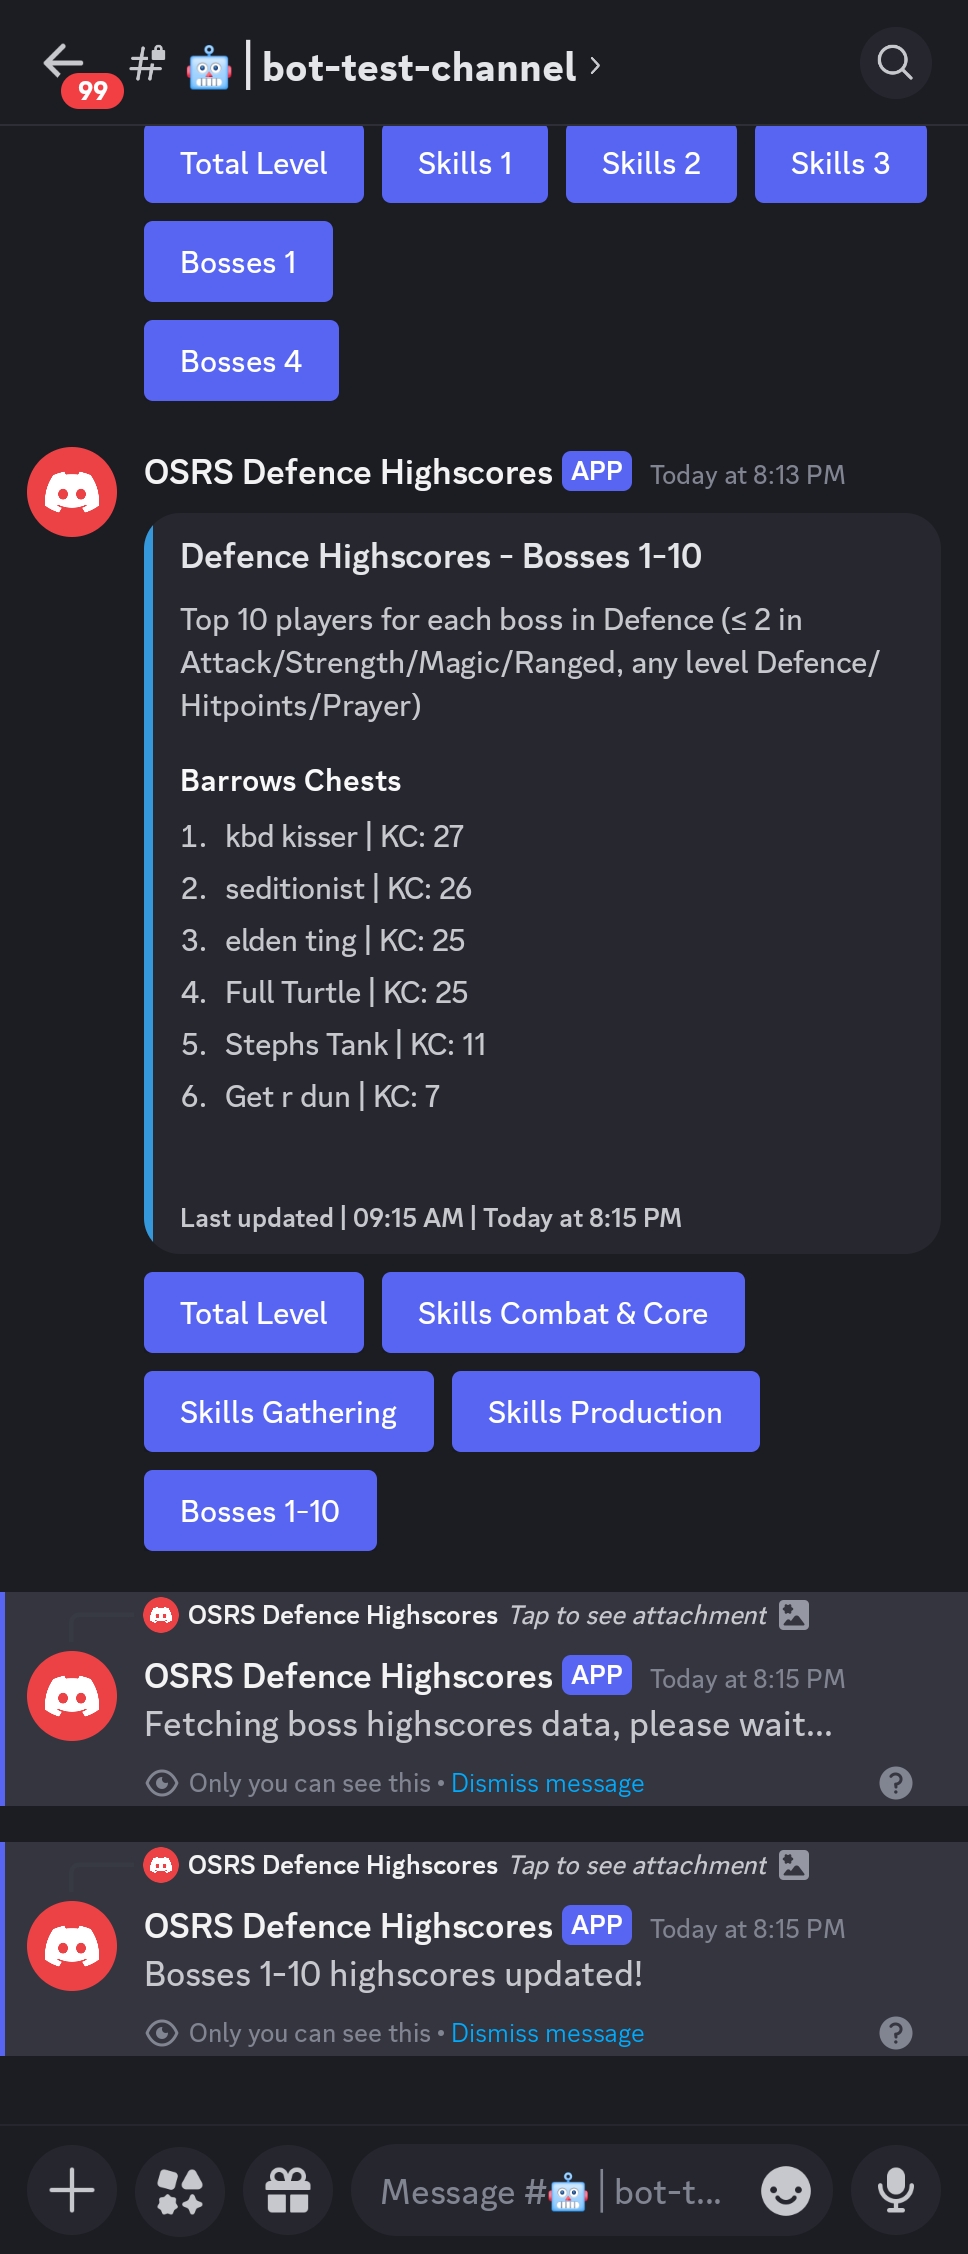 99
# 🤖 | bot-test-channel ›
Total Level Skills 1 Skills 2 Skills 3
Bosses 1
Bosses 4
OSRS Defence Highscores APP Today at 8:13 PM
Defence Highscores - Bosses 1-10
Top 10 players for each boss in Defence (≤ 2 in
Attack/Strength/Magic/Ranged, any level Defence/
Hitpoints/Prayer)
Barrows Chests
1. kbd kisser | KC: 27
2. seditionist | KC: 26
3. elden ting | KC: 25
4. Full Turtle | KC: 25
5. Stephs Tank | KC: 11
6. Get r dun | KC: 7
Last updated | 09:15 AM | Today at 8:15 PM
Total Level Skills Combat & Core
Skills Gathering Skills Production
Bosses 1-10
OSRS Defence Highscores Tap to see attachment
OSRS Defence Highscores APP Today at 8:15 PM
Fetching boss highscores data, please wait...
Only you can see this • Dismiss message
OSRS Defence Highscores Tap to see attachment
OSRS Defence Highscores APP Today at 8:15 PM
Bosses 1-10 highscores updated!
Only you can see this • Dismiss message
Message #🤖 | bot-t...